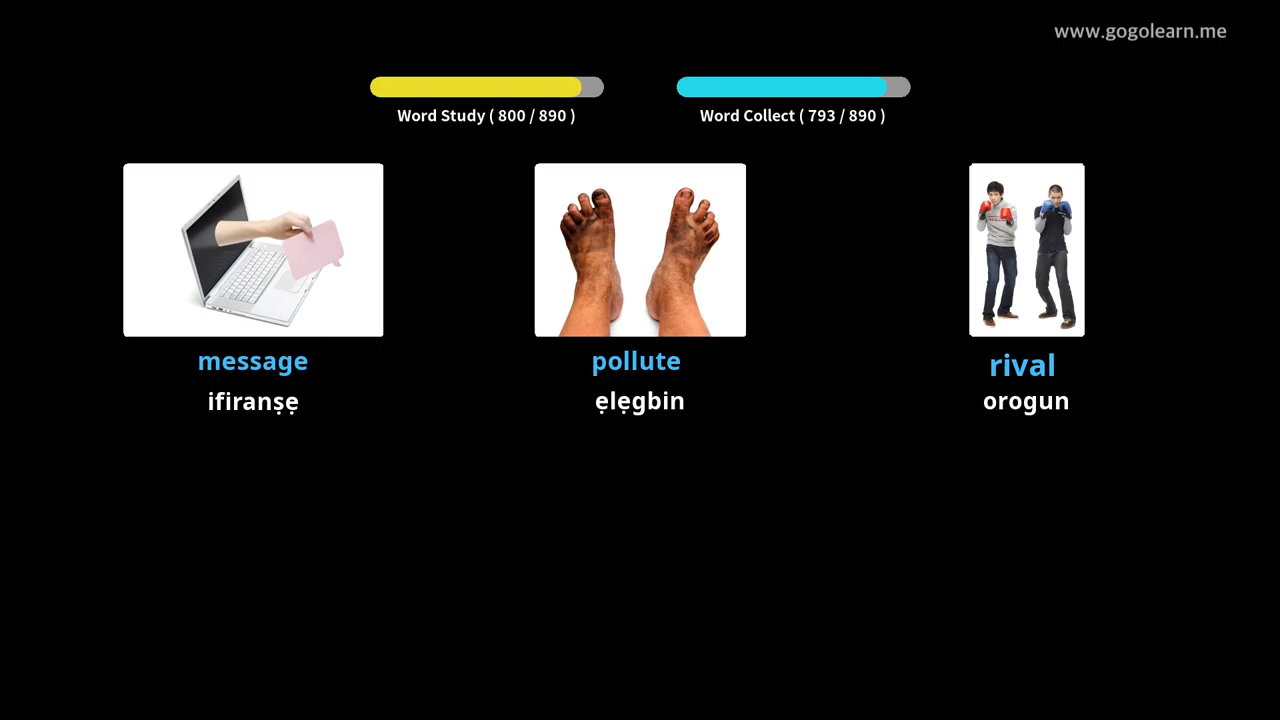 www.gogolearn.me
Word Study ( 800 / 890 )
Word Collect ( 793 / 890 )
message
pollute
rival
ifiranṣẹ
ẹlẹgbin
orogun